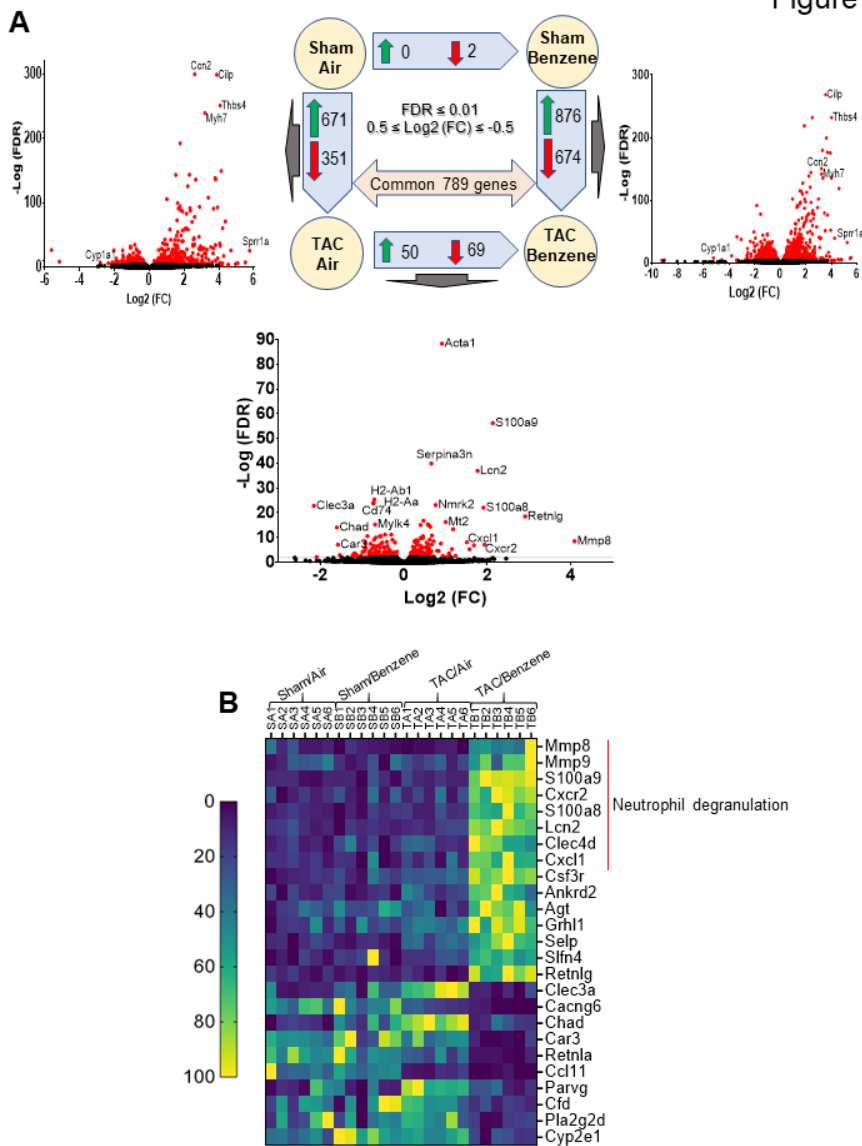 Figure
A
Sham Air
0
2
Sham Benzene
671
351
FDR ≤ 0.01
0.5 ≤ Log2 (FC) ≤ -0.5
876
674
Common 789 genes
TAC Air
50
69
TAC Benzene
-Log (FDR)
300
200
100
0
Ccn2
Cilp
Thbs4
Myh7
Cyp1a1
Sprr1a
-6 -4 -2 0 2 4 6
Log2 (FC)
-Log (FDR)
300
200
100
0
Cilp
Thbs4
Ccn2
Myh7
Cyp1a1
Sprr1a
-10 -8 -6 -4 -2 0 2 4 6
Log2 (FC)
-Log (FDR)
90
80
70
60
50
40
30
20
10
0
Acta1
S100a9
Serpina3n
Lcn2
H2-Ab1
H2-Aa
Clec3a
Cd74
Nmrk2
S100a8
Retnlg
Chad
Mylk4
Mt2
Car3
Cxcl1
Cxcr2
Mmp8
-2 0 2 4
Log2 (FC)
B
Sham/Air
Sham/Benzene
TAC/Air
TAC/Benzene
SA1 SA2 SA3 SA4 SA5 SA6 SB1 SB2 SB3 SB4 SB5 SB6 TA1 TA2 TA3 TA4 TA5 TA6 TB1 TB2 TB3 TB4 TB5 TB6
0
20
40
60
80
100
Mmp8
Mmp9
S100a9
Cxcr2
S100a8
Lcn2
Clec4d
Cxcl1
Csf3r
Ankrd2
Agt
Grhl1
Selp
Slfn4
Retnlg
Clec3a
Cacng6
Chad
Car3
Retnla
Ccl11
Parvg
Cfd
Pla2g2d
Cyp2e1
Neutrophil degranulation